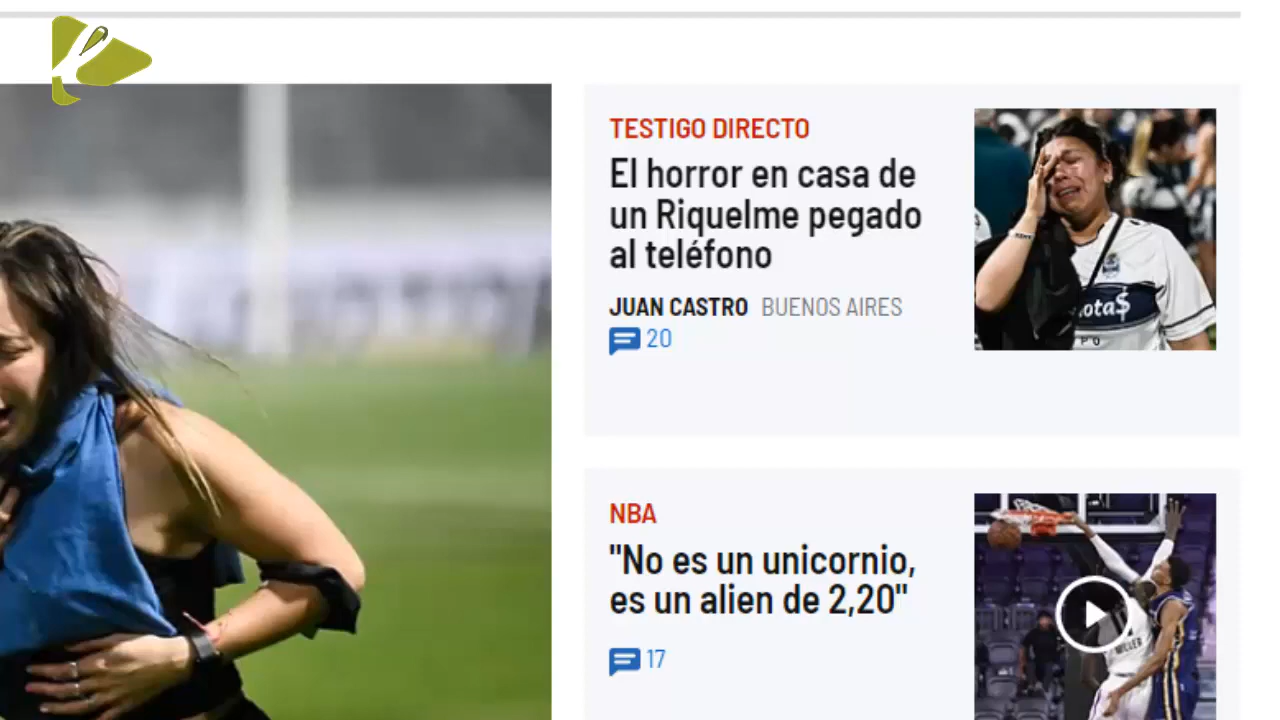 TESTIGO DIRECTO
El horror en casa de
un Riquelme pegado
al teléfono
JUAN CASTRO BUENOS AIRES
20
NBA
"No es un unicornio,
es un alien de 2,20"
17
MILLER